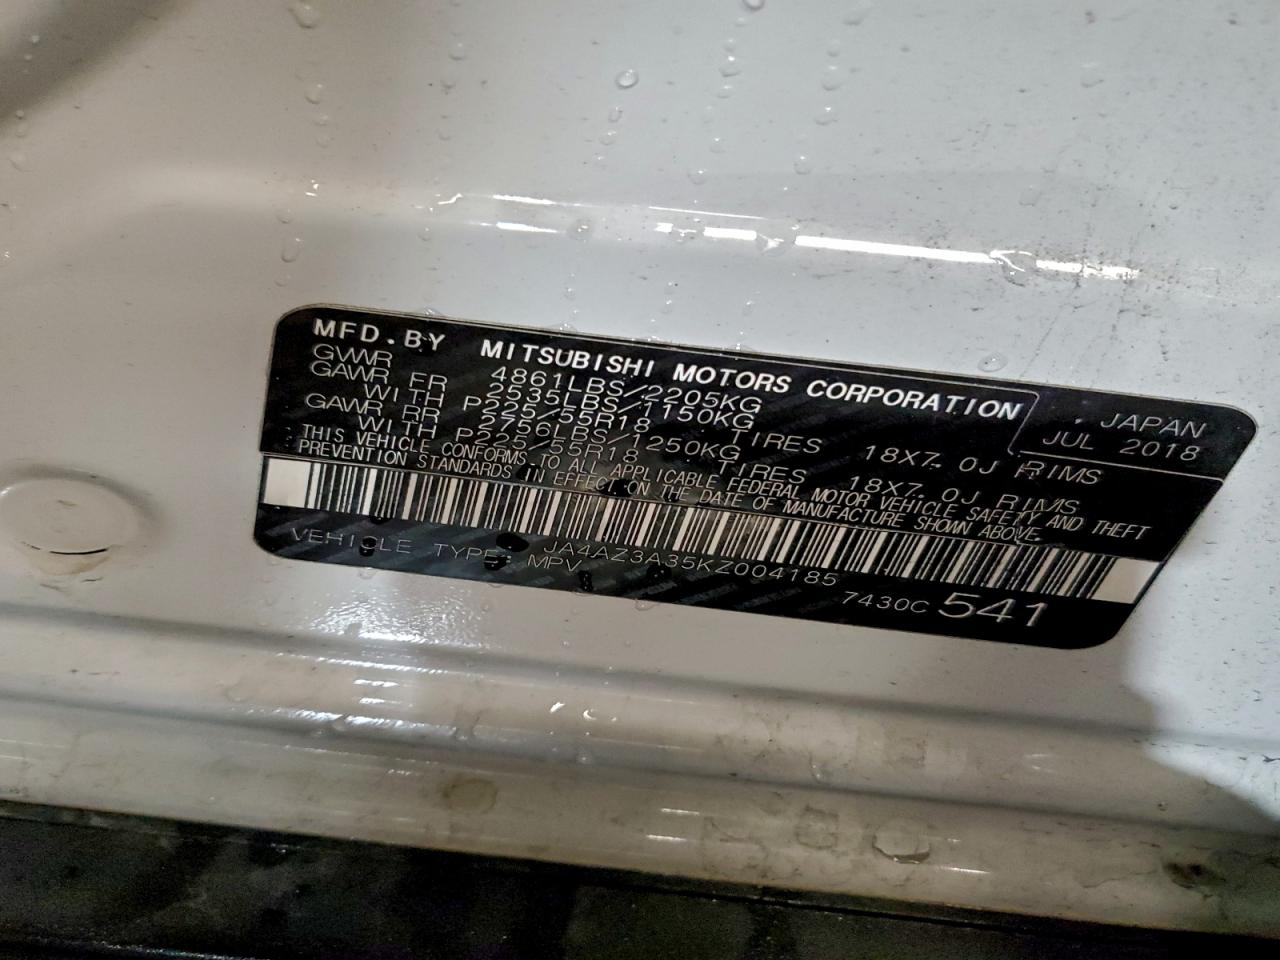 MFD.BY MITSUBISHI MOTORS CORPORATION , JAPAN
GVWR 4861LBS/2205KG JUL 2018
GAWR FR 2535LBS/1150KG
WITH P225/55R18 TIRES 18X7.0J RIMS
GAWR RR 2756LBS/1250KG
WITH P225/55R18 TIRES 18X7.0J RIMS
THIS VEHICLE CONFORMS TO ALL APPLICABLE FEDERAL MOTOR VEHICLE SAFETY AND THEFT
PREVENTION STANDARDS IN EFFECT ON THE DATE OF MANUFACTURE SHOWN ABOVE.
JA4AZ3A35KZ004185
VEHICLE TYPE: MPV 7430C 541